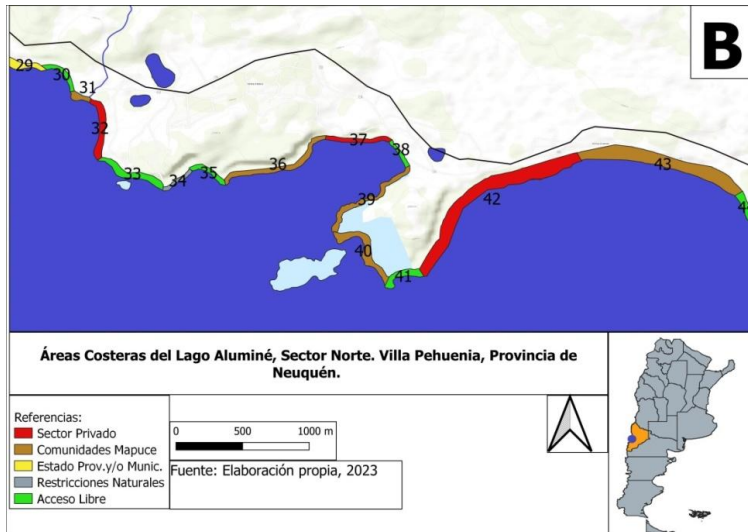 B
29
30
31
32
33
34
35
36
37
38
39
40
41
42
43
Áreas Costeras del Lago Aluminé, Sector Norte. Villa Pehuenia, Provincia de
Neuquén.
Referencias:
Sector Privado
Comunidades Mapuce
Estado Prov.y/o Munic.
Restricciones Naturales
Acceso Libre
0 500 1000 m
Fuente: Elaboración propia, 2023